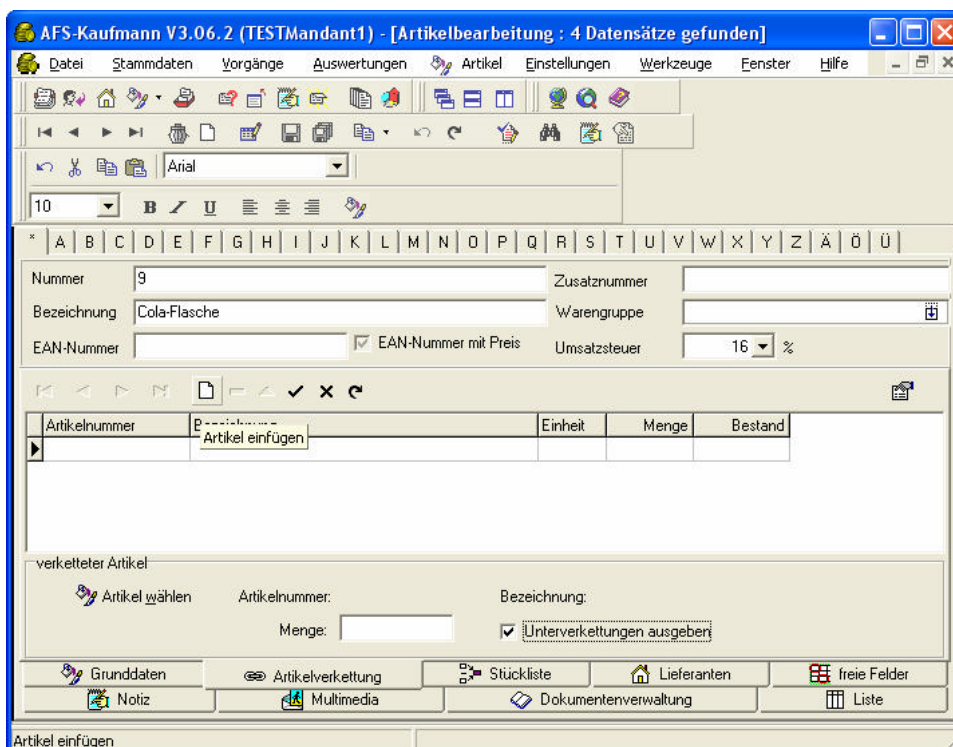 AFS-Kaufmann V3.06.2 (TESTMandant1) - [Artikelbearbeitung : 4 Datensätze gefunden]
Datei Stammdaten Vorgänge Auswertungen Artikel Einstellungen Werkzeuge Fenster Hilfe
Arial
10 B I U
* A B C D E F G H I J K L M N O P Q R S T U V W X Y Z Ä Ö Ü
Nummer 9 Zusatznummer
Bezeichnung Cola-Flasche Warengruppe
EAN-Nummer EAN-Nummer mit Preis Umsatzsteuer 16 %
Artikelnummer Bezeichnung Einheit Menge Bestand
Artikel einfügen
verketteter Artikel
Artikel wählen Artikelnummer: Bezeichnung:
Menge: Unterverkettungen ausgeben
Grunddaten Artikelverkettung Stückliste Lieferanten freie Felder
Notiz Multimedia Dokumentenverwaltung Liste
Artikel einfügen